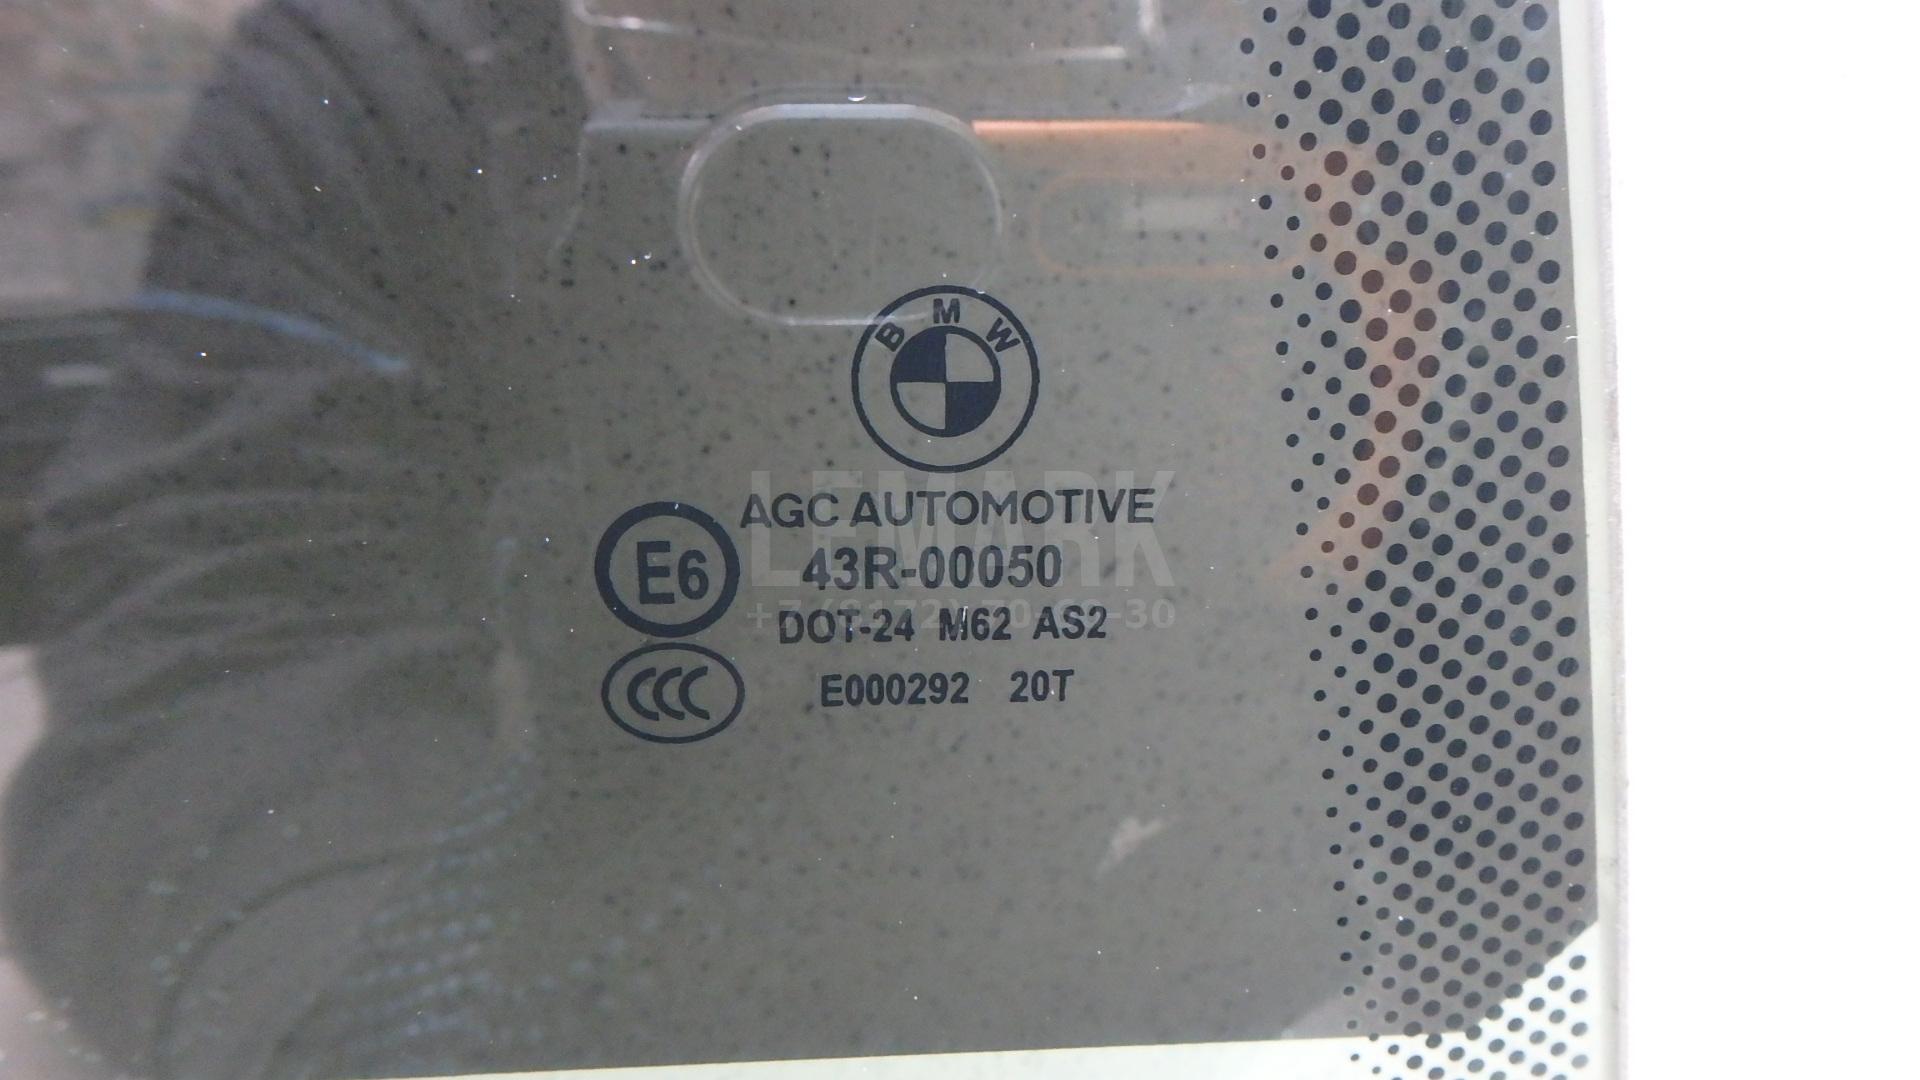 BMW
LEMARK
AGC AUTOMOTIVE
E6
43R-00050
DOT-24 M62 AS2
CCC
E000292 20T